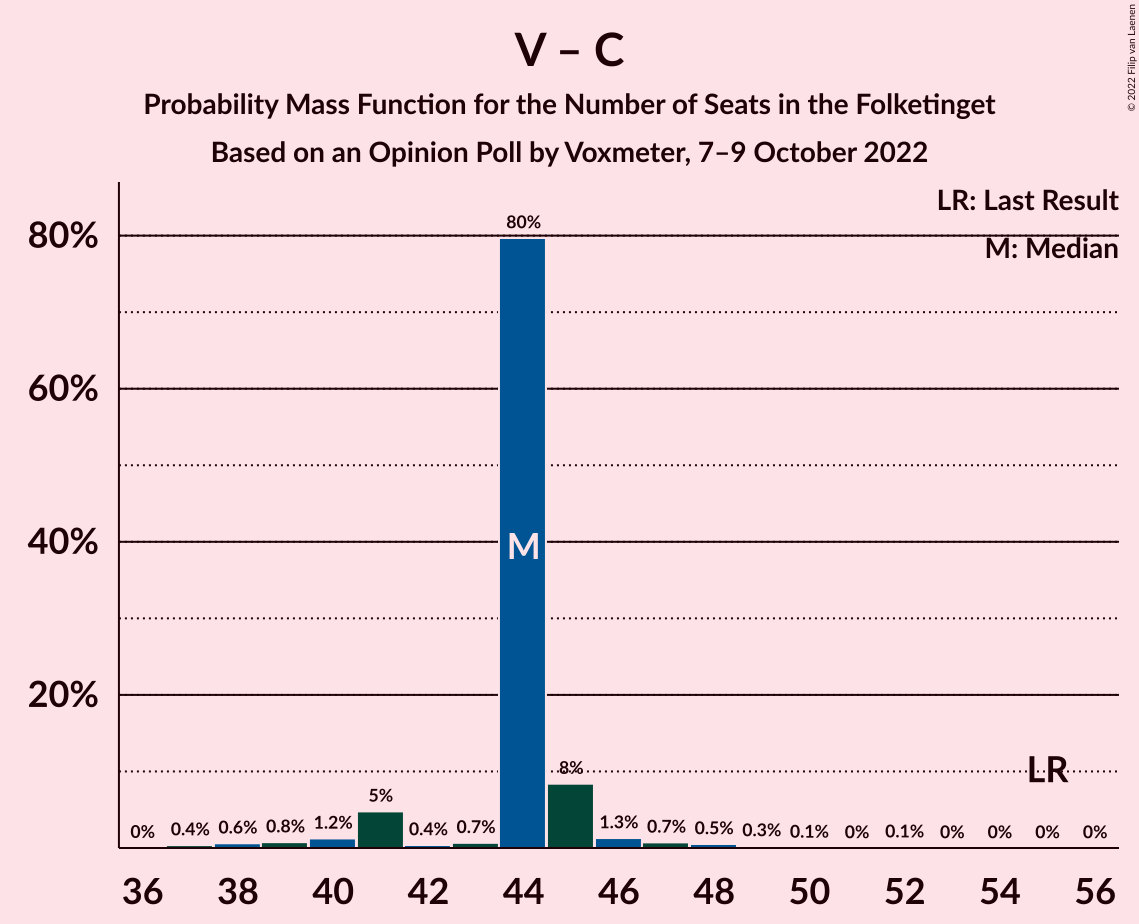 V – C
Probability Mass Function for the Number of Seats in the Folketinget
Based on an Opinion Poll by Voxmeter, 7–9 October 2022
© 2022 Filip van Laenen
LR: Last Result
M: Median
80%
60%
40%
20%
0% 0.4% 0.6% 0.8% 1.2% 5% 0.4% 0.7% 80% 8% 1.3% 0.7% 0.5% 0.3% 0.1% 0% 0.1% 0% 0% 0% 0%
M
LR
36 38 40 42 44 46 48 50 52 54 56